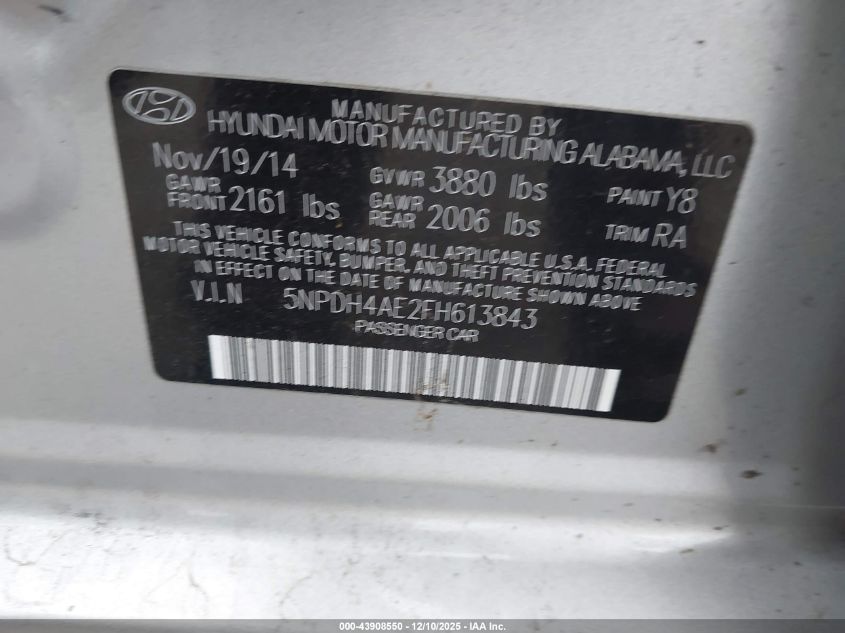 MANUFACTURED BY
HYUNDAI MOTOR MANUFACTURING ALABAMA, LLC
Nov/19/14 GVWR 3880 lbs PAINT Y8
GAWR FRONT 2161 lbs GAWR REAR 2006 lbs TRIM RA
THIS VEHICLE CONFORMS TO ALL APPLICABLE U.S.A. FEDERAL
MOTOR VEHICLE SAFETY, BUMPER, AND THEFT PREVENTION STANDARDS
IN EFFECT ON THE DATE OF MANUFACTURE SHOWN ABOVE
V.I.N 5NPDH4AE2FH613843
PASSENGER CAR
000-43908550 - 12/10/2025 - IAA Inc.